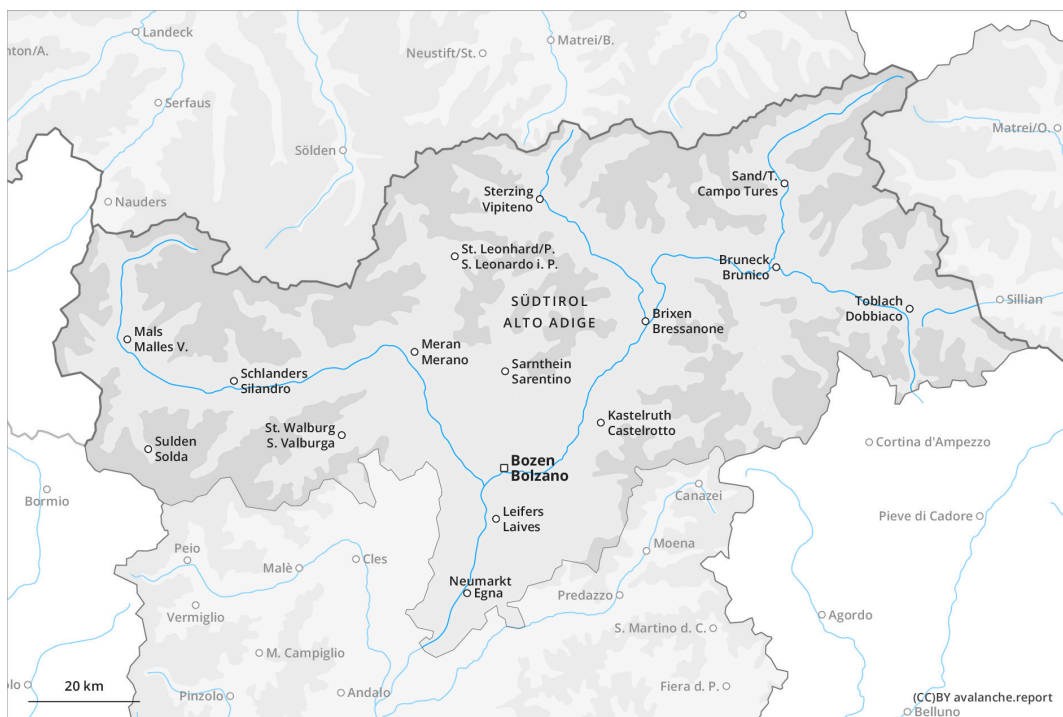 Landeck
nton/A.
Neustift/St.
Matrei/B.
Serfaus
Matrei/O.
Sölden
Sand/T.
Campo Tures
Sterzing
Vipiteno
Nauders
St. Leonhard/P.
S. Leonardo i. P.
Bruneck
Brunico
SÜDTIROL
ALTO ADIGE
Toblach
Dobbiaco
Sillian
Brixen
Bressanone
Mals
Malles V.
Meran
Merano
Sarnthein
Sarentino
Schlanders
Silandro
Kastelruth
Castelrotto
St. Walburg
S. Valburga
Sulden
Solda
Cortina d'Ampezzo
Bozen
Bolzano
Bormio
Canazei
Leifers
Laives
Pieve di Cadore
Moena
Peio
Cles
Malè
Neumarkt
Egna
Predazzo
Vermiglio
Agordo
S. Martino d. C.
M. Campiglio
olo
20 km
Pinzolo
Andalo
Fiera d. P.
(CC)BY avalanche.report
Belluno